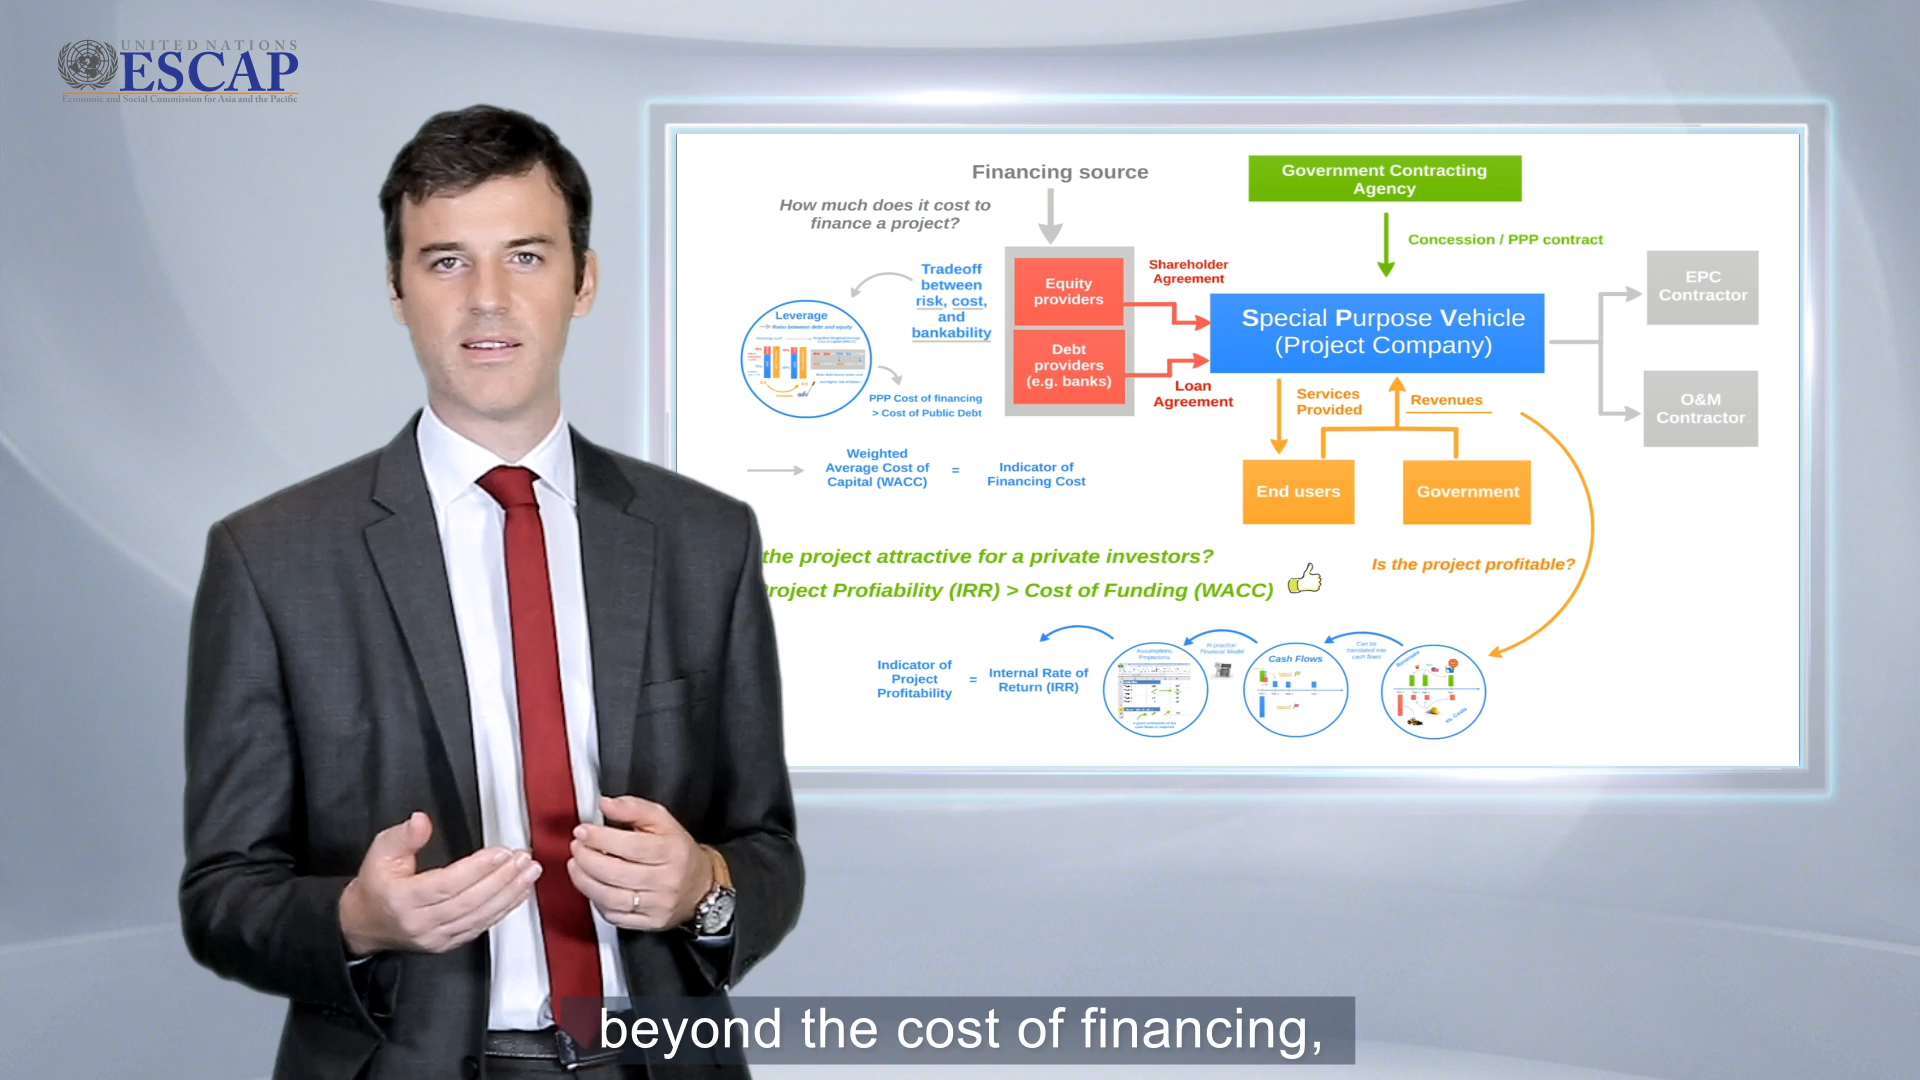 UNITED NATIONS
ESCAP
Economic and Social Commission for Asia and the Pacific
Financing source
How much does it cost to
finance a project?
Government Contracting
Agency
Concession / PPP contract
Tradeoff
between
risk, cost,
and
bankability
Equity
providers
Debt
providers
(e.g. banks)
Shareholder
Agreement
Loan
Agreement
Special Purpose Vehicle
(Project Company)
EPC
Contractor
O&M
Contractor
Leverage
Ratio between debt and equity
PPP Cost of financing
> Cost of Public Debt
Services
Provided
Revenues
End users
Government
Weighted
Average Cost of
Capital (WACC)
=
Indicator of
Financing Cost
the project attractive for a private investors?
roject Profiability (IRR) > Cost of Funding (WACC)
Is the project profitable?
Indicator of
Project
Profitability
=
Internal Rate of
Return (IRR)
Assumptions
Projections
In practice:
Financial Model
Cash Flows
Can be
translated into
cash flows
Revenues
vs. Costs
beyond the cost of financing,